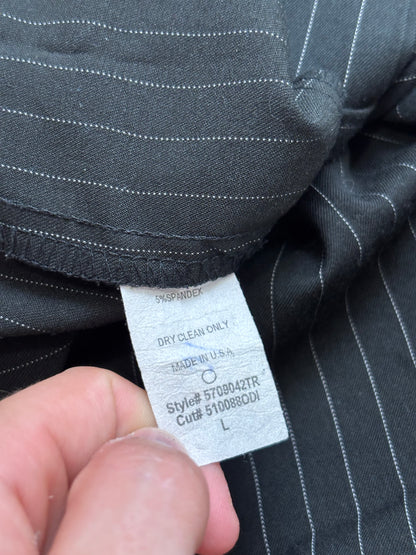 5%SPANDEX
DRY CLEAN ONLY
MADE IN U.S.A.
Style# 5709042TR
Cut# 510088ODI
L